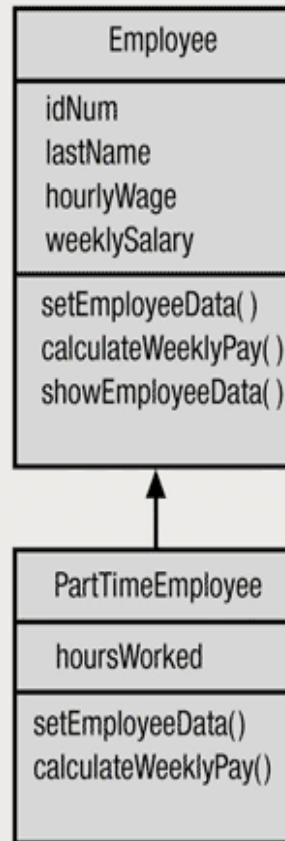 Employee
idNum
lastName
hourlyWage
weeklySalary
setEmployeeData( )
calculateWeeklyPay( )
showEmployeeData( )
PartTimeEmployee
hoursWorked
setEmployeeData()
calculateWeeklyPay()